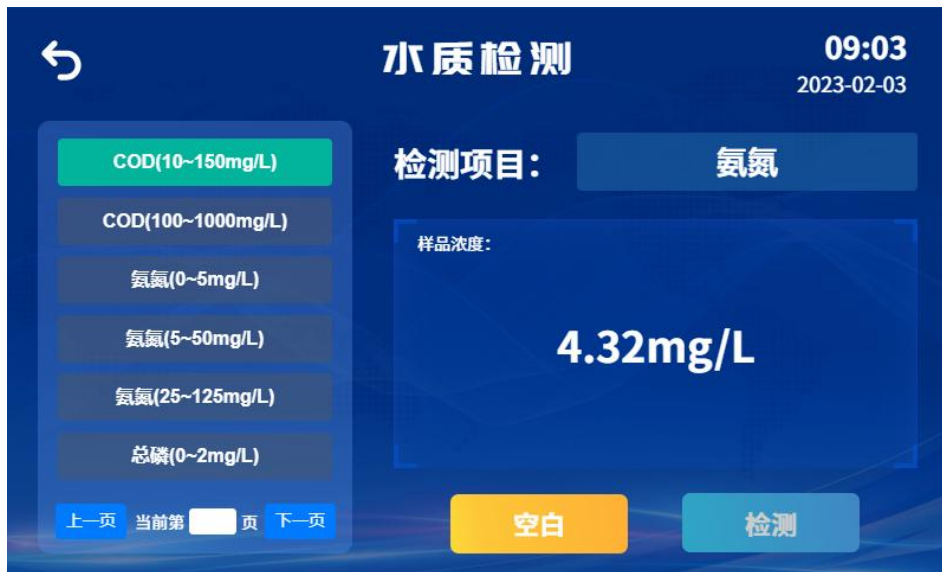 水质检测
09:03
2023-02-03
COD(10~150mg/L)
COD(100~1000mg/L)
氨氮(0~5mg/L)
氨氮(5~50mg/L)
氨氮(25~125mg/L)
总磷(0~2mg/L)
上一页 当前第 页 下一页
检测项目: 氨氮
样品浓度:
4.32mg/L
空白 检测